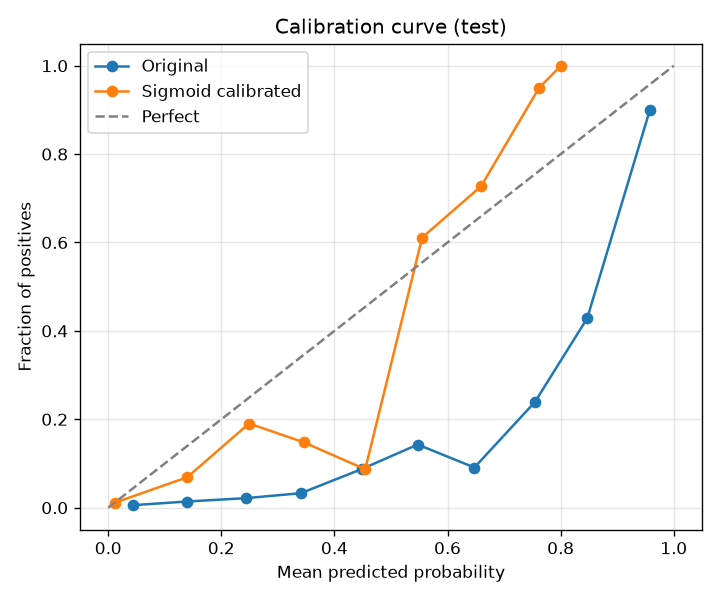 Calibration curve (test)
Original
Sigmoid calibrated
Perfect
1.0
0.8
0.6
0.4
0.2
0.0
Fraction of positives
0.0 0.2 0.4 0.6 0.8 1.0
Mean predicted probability